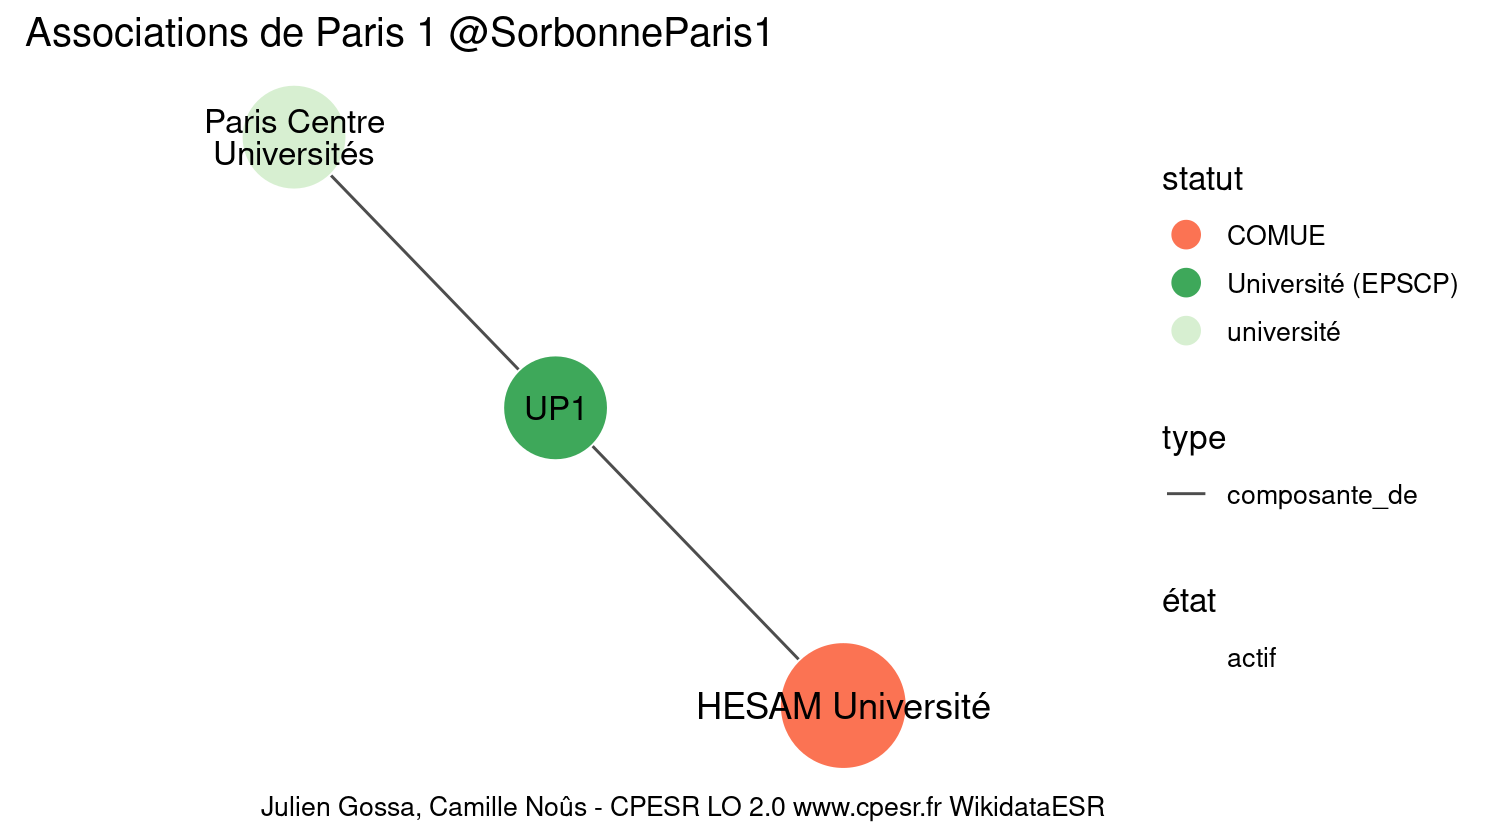 Associations de Paris 1 @SorbonneParis1
Paris Centre
Universités
UP1
HESAM Université
statut
COMUE
Université (EPSCP)
université
type
composante_de
état
actif
Julien Gossa, Camille Noûs - CPESR LO 2.0 www.cpesr.fr WikidataESR